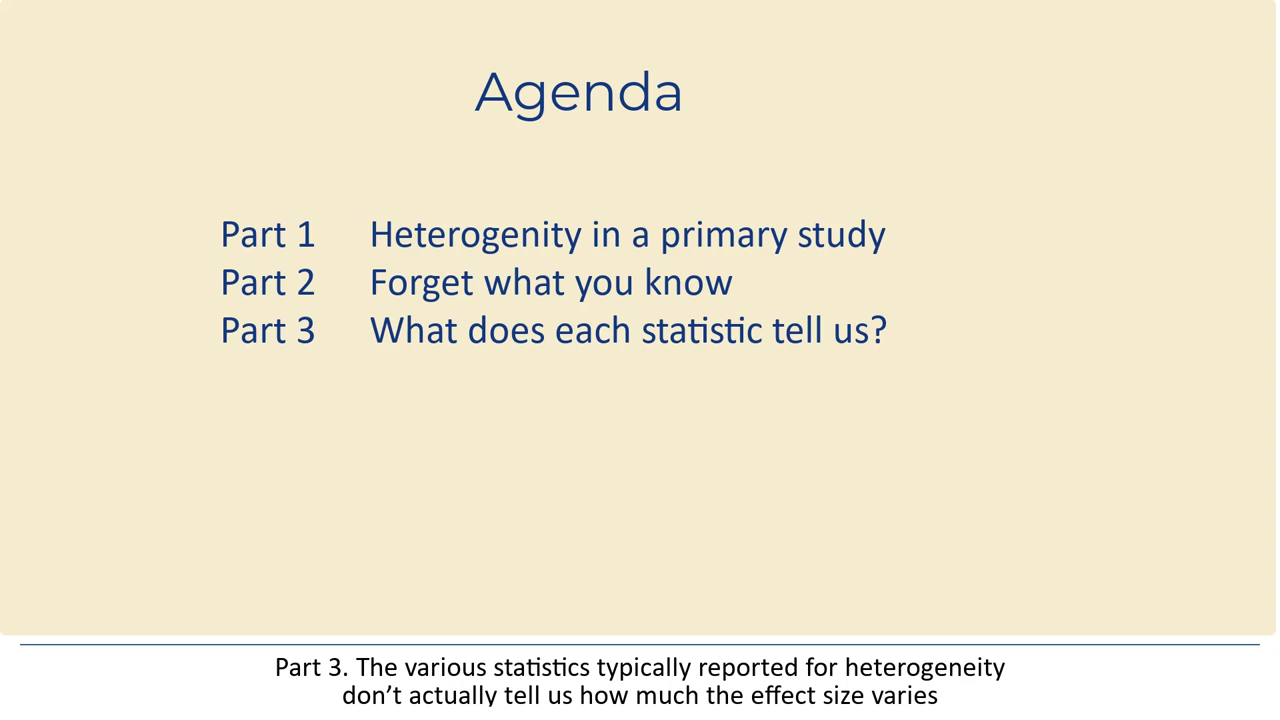 Agenda
Part 1 Heterogenity in a primary study
Part 2 Forget what you know
Part 3 What does each statistic tell us?
Part 3. The various statistics typically reported for heterogeneity
don’t actually tell us how much the effect size varies